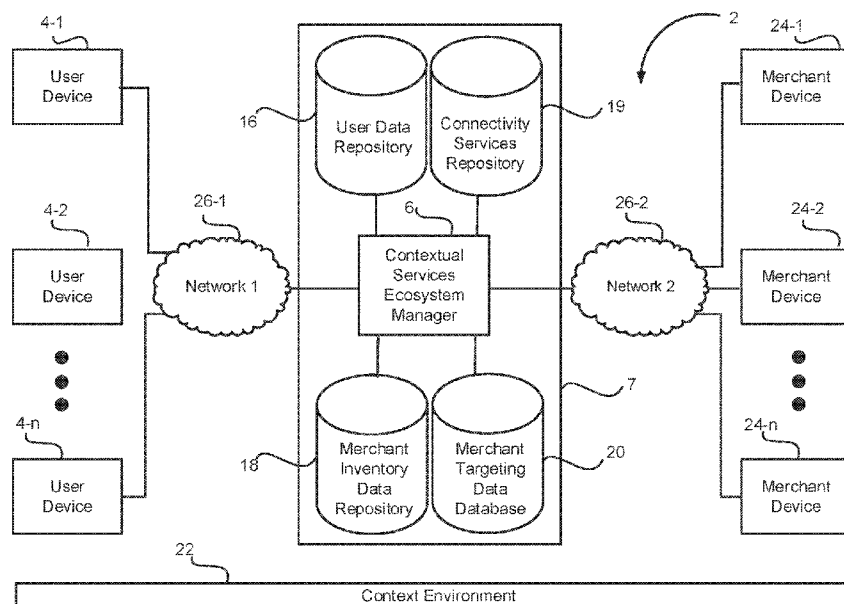 4-1
User
Device
16
User Data
Repository
Connectivity
Services
Repository
19
2
24-1
Merchant
Device
4-2
User
Device
26-1
Network 1
6
Contextual
Services
Ecosystem
Manager
26-2
Network 2
24-2
Merchant
Device
4-n
User
Device
18
Merchant
Inventory
Data
Repository
Merchant
Targeting
Data
Database
20
7
24-n
Merchant
Device
22
Context Environment